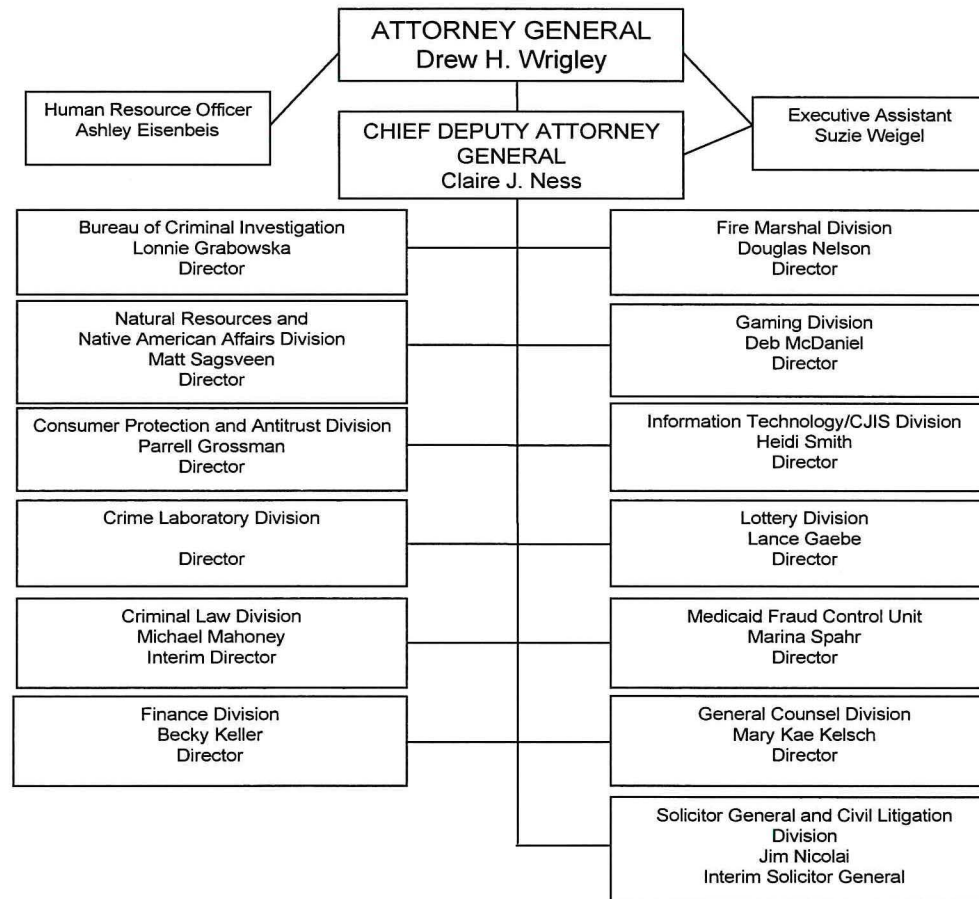 ATTORNEY GENERAL
Drew H. Wrigley
Human Resource Officer
Ashley Eisenbeis
Executive Assistant
Suzie Weigel
CHIEF DEPUTY ATTORNEY
GENERAL
Claire J. Ness
Bureau of Criminal Investigation
Lonnie Grabowska
Director
Fire Marshal Division
Douglas Nelson
Director
Natural Resources and
Native American Affairs Division
Matt Sagsveen
Director
Gaming Division
Deb McDaniel
Director
Consumer Protection and Antitrust Division
Parrell Grossman
Director
Information Technology/CJIS Division
Heidi Smith
Director
Crime Laboratory Division
Director
Lottery Division
Lance Gaebe
Director
Criminal Law Division
Michael Mahoney
Interim Director
Medicaid Fraud Control Unit
Marina Spahr
Director
Finance Division
Becky Keller
Director
General Counsel Division
Mary Kae Kelsch
Director
Solicitor General and Civil Litigation
Division
Jim Nicolai
Interim Solicitor General